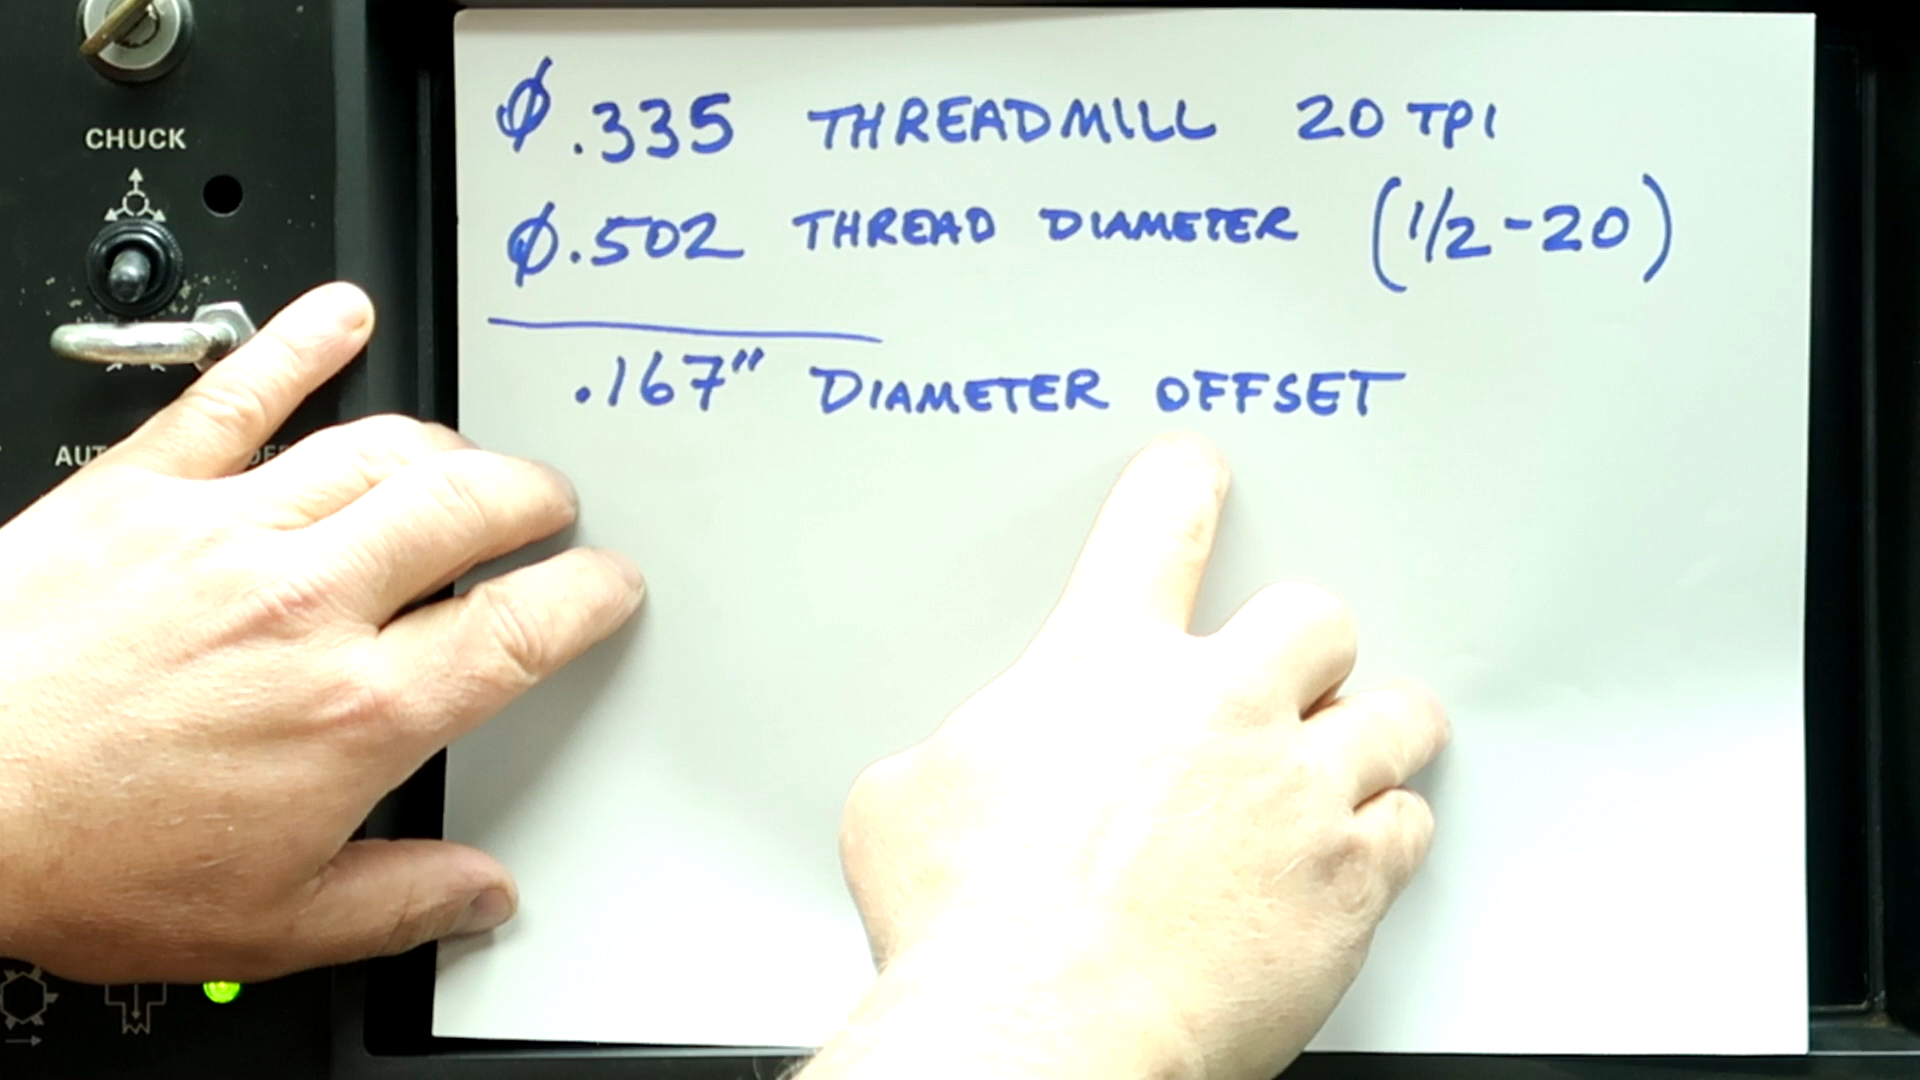 CHUCK
Ø.335 THREADMILL 20 TPI
Ø.502 THREAD DIAMETER (1/2-20)
.167" DIAMETER OFFSET